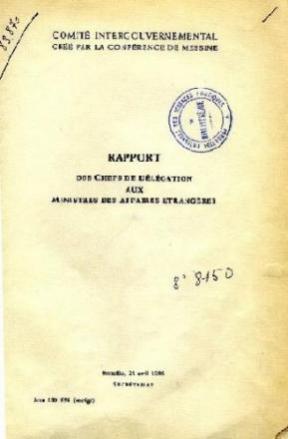 COMITÉ INTERGOUVERNEMENTAL
CRÉÉ PAR LA CONFÉRENCE DE MESSINE
RAPPORT
DES CHEFS DE DÉLÉGATION
AUX
MINISTRES DES AFFAIRES ETRANGÈRES
8° 8150
Bruxelles, 21 avril 1956
SECRÉTARIAT